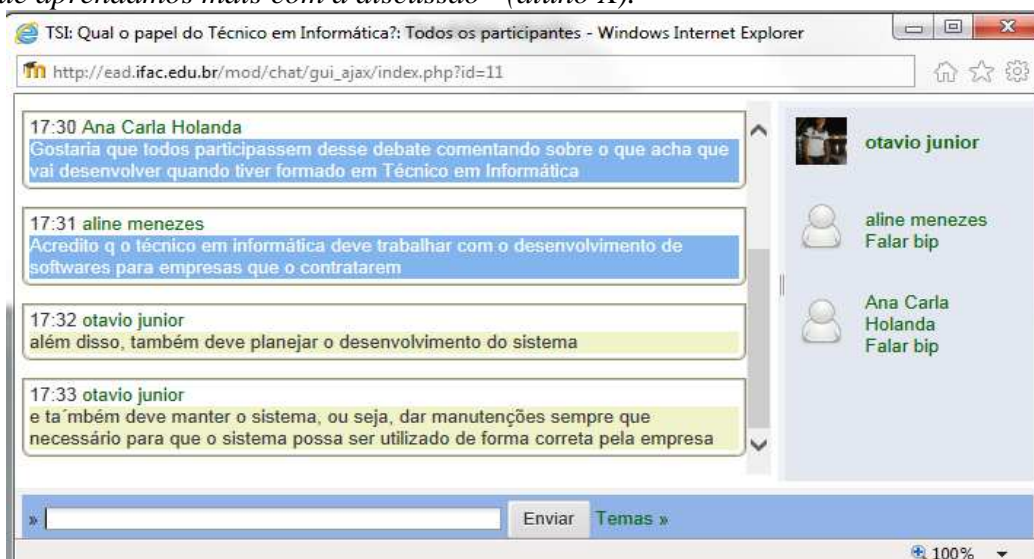 que aprendamos mais com a discussão" (aluno X).
TSI: Qual o papel do Técnico em Informática?: Todos os participantes - Windows Internet Explorer
http://ead.ifac.edu.br/mod/chat/gui_ajax/index.php?id=11
17:30 Ana Carla Holanda
Gostaria que todos participassem desse debate comentando sobre o que acha que
vai desenvolver quando tiver formado em Técnico em Informática
17:31 aline menezes
Acredito q o técnico em informática deve trabalhar com o desenvolvimento de
softwares para empresas que o contratarem
17:32 otavio junior
além disso, também deve planejar o desenvolvimento do sistema
17:33 otavio junior
e ta´mbém deve manter o sistema, ou seja, dar manutenções sempre que
necessário para que o sistema possa ser utilizado de forma correta pela empresa
otavio junior
aline menezes
Falar bip
Ana Carla
Holanda
Falar bip
» Enviar Temas »
100%